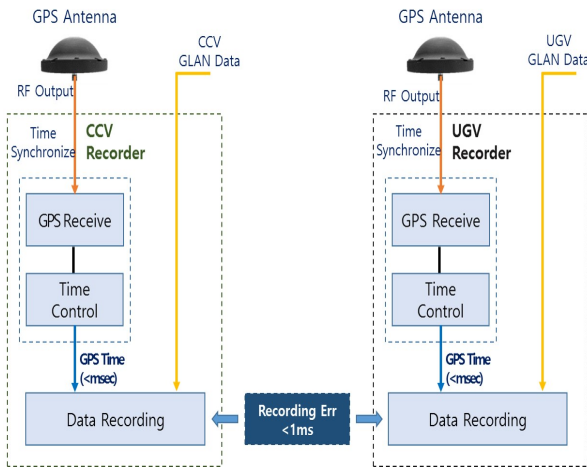 GPS Antenna
CCV
GLAN Data
RF Output
Time
Synchronize
CCV
Recorder
GPS Receive
Time
Control
GPS Time
(<msec)
Data Recording
Recording Err
<1ms
GPS Antenna
UGV
GLAN Data
RF Output
Time
Synchronize
UGV
Recorder
GPS Receive
Time
Control
GPS Time
(<msec)
Data Recording